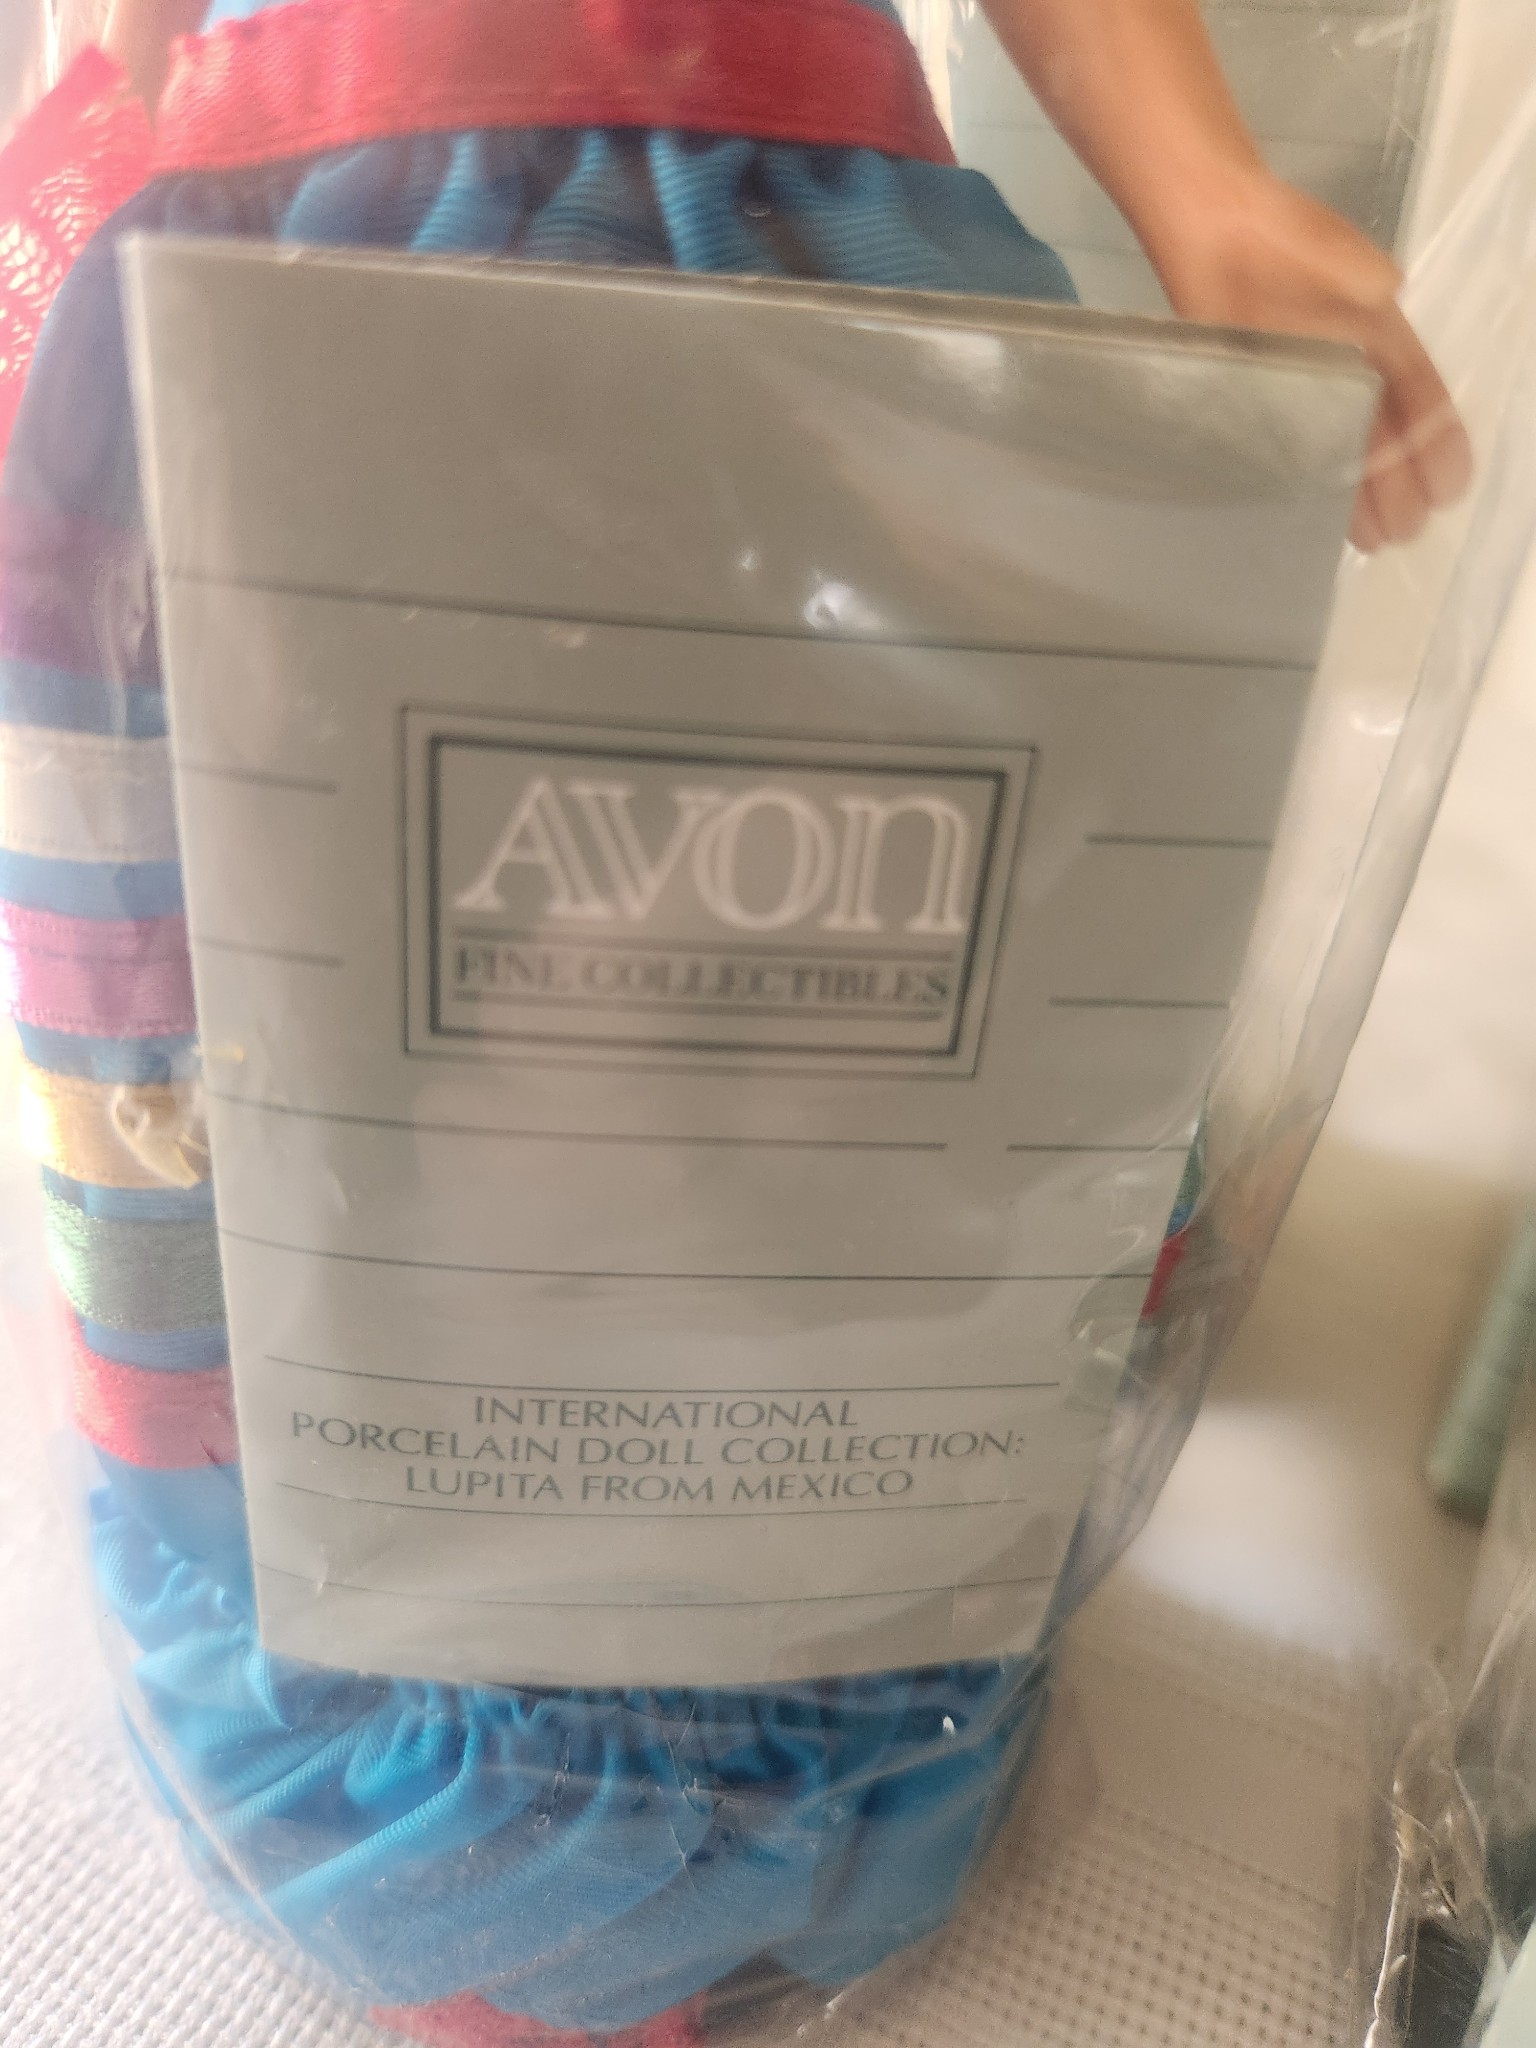 AVON
FINE COLLECTIBLES
INTERNATIONAL
PORCELAIN DOLL COLLECTION:
LUPITA FROM MEXICO